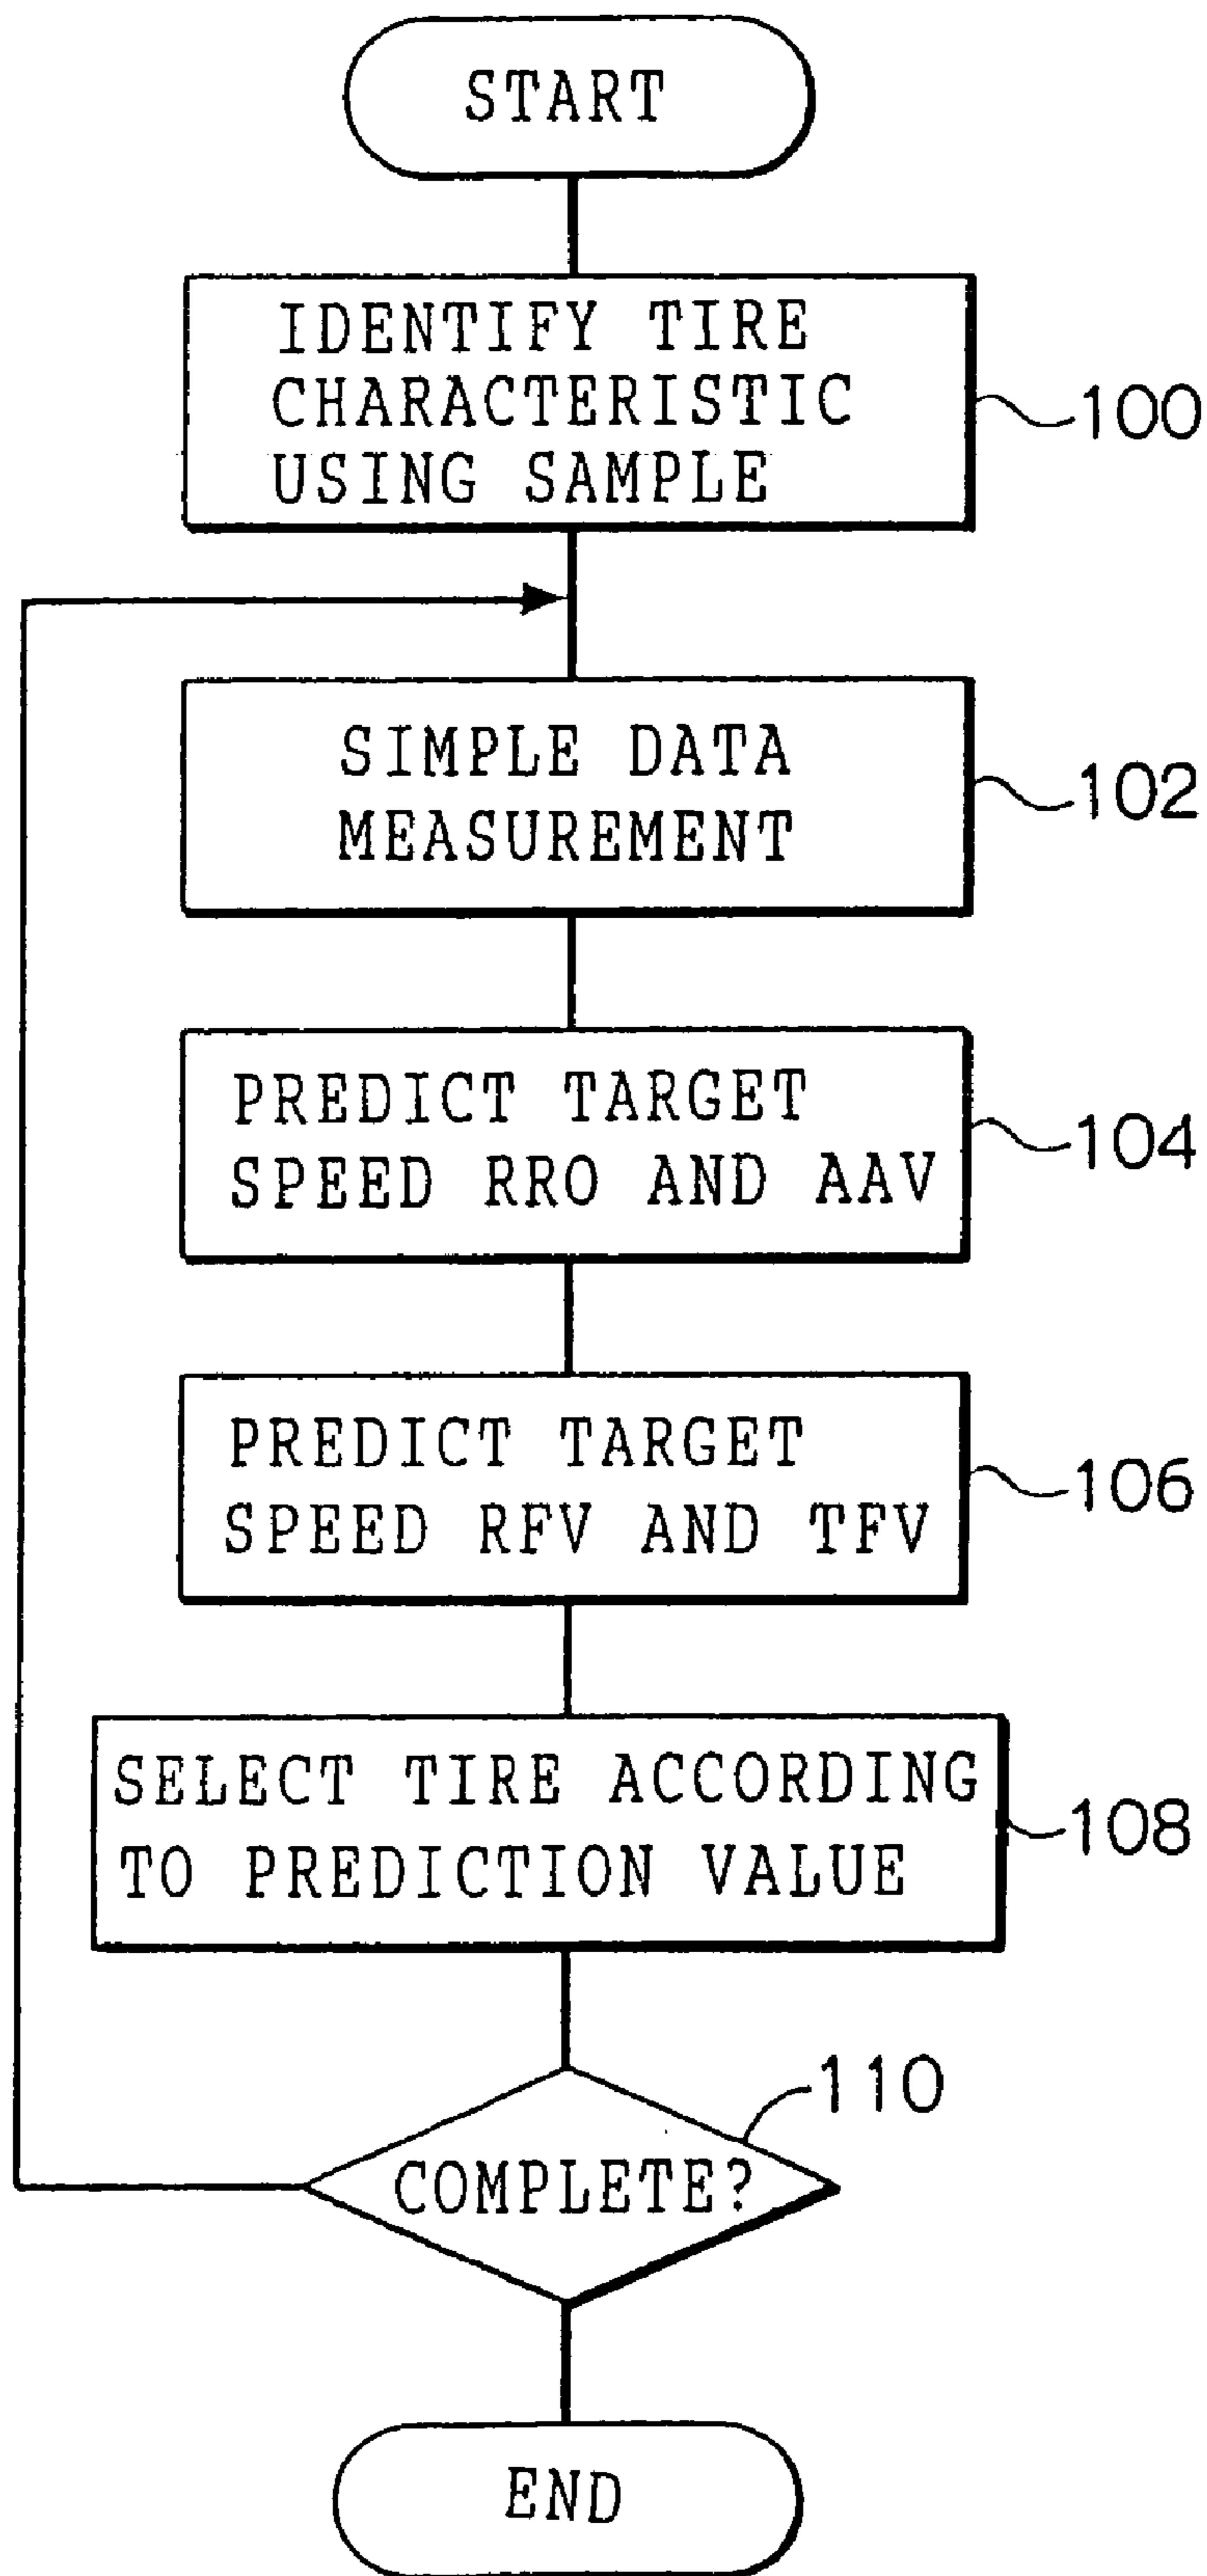 START
IDENTIFY TIRE
CHARACTERISTIC
USING SAMPLE
100
SIMPLE DATA
MEASUREMENT
102
PREDICT TARGET
SPEED RRO AND AAV
104
PREDICT TARGET
SPEED RFV AND TFV
106
SELECT TIRE ACCORDING
TO PREDICTION VALUE
108
110
COMPLETE?
END